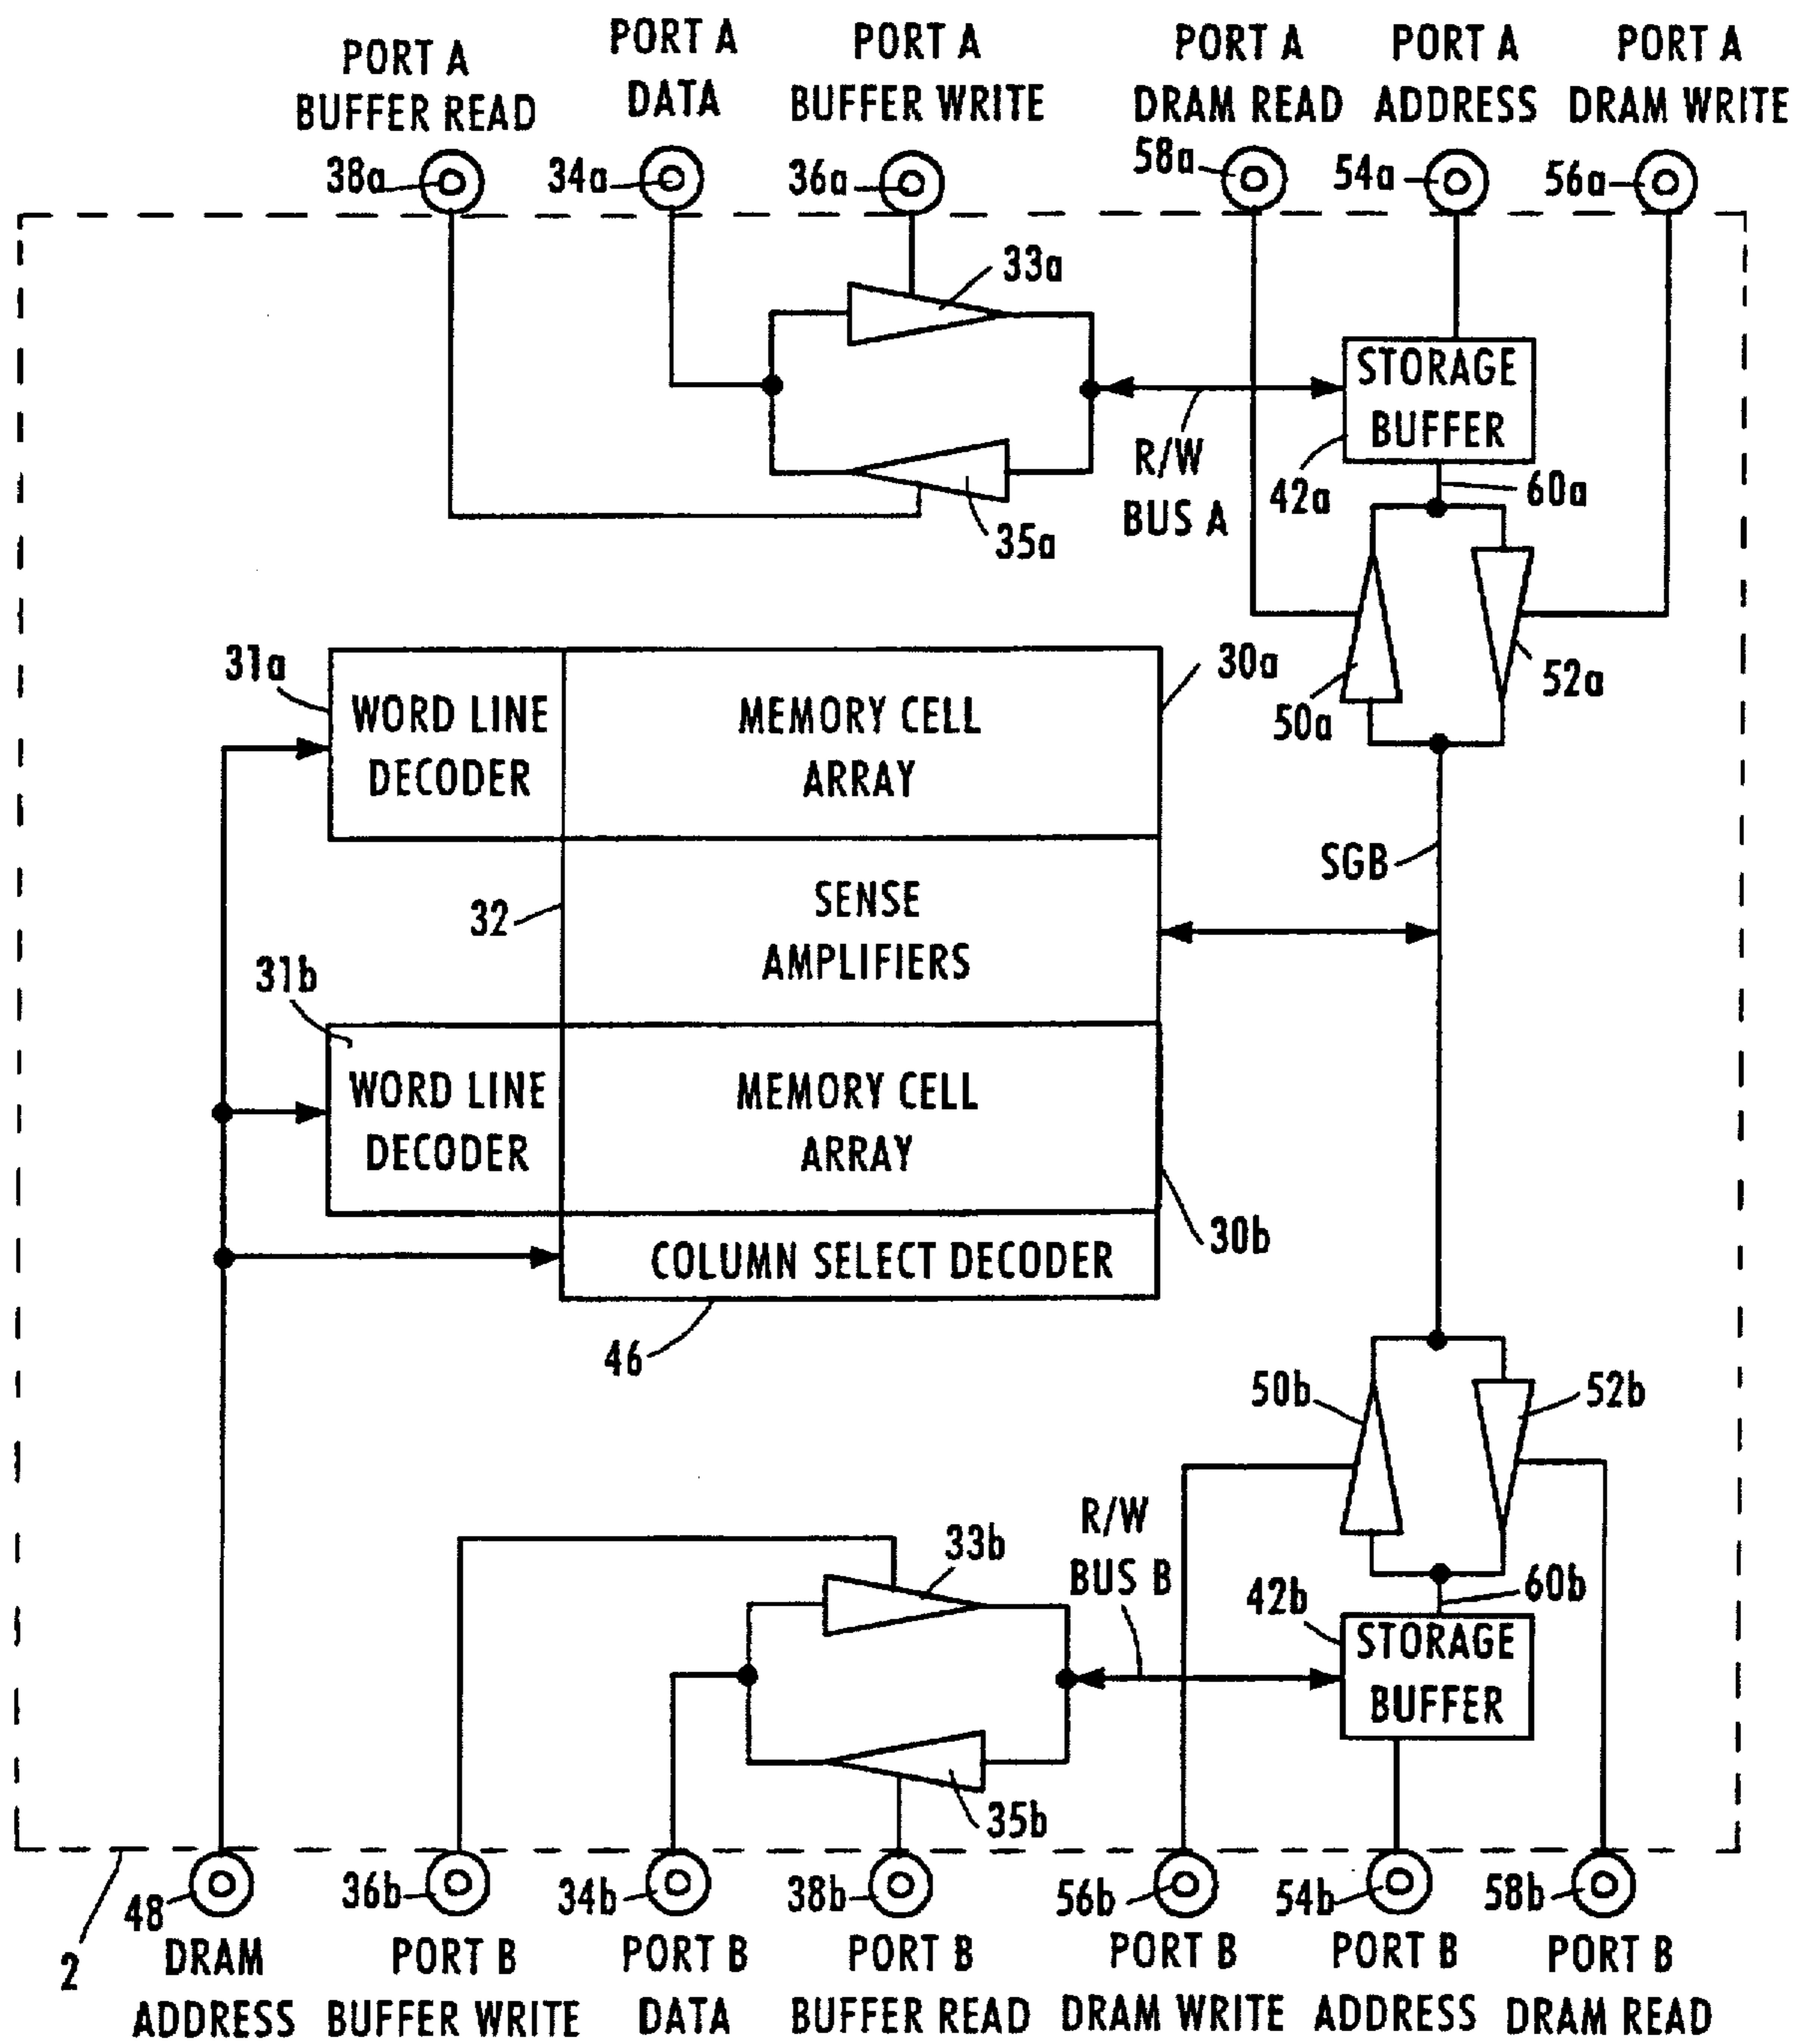 PORT A
BUFFER READ
PORT A
DATA
PORT A
BUFFER WRITE
PORT A
DRAM READ
PORT A
ADDRESS
PORT A
DRAM WRITE
38a
34a
36a
58a
54a
56a
33a
STORAGE
BUFFER
R/W
BUS A
42a
60a
35a
31a
WORD LINE
DECODER
MEMORY CELL
ARRAY
30a
50a
52a
SGB
32
SENSE
AMPLIFIERS
31b
WORD LINE
DECODER
MEMORY CELL
ARRAY
30b
COLUMN SELECT DECODER
46
50b
52b
R/W
BUS B
33b
42b
60b
STORAGE
BUFFER
35b
2
48
36b
34b
38b
56b
54b
58b
DRAM
ADDRESS
PORT B
BUFFER WRITE
PORT B
DATA
PORT B
BUFFER READ
PORT B
DRAM WRITE
PORT B
ADDRESS
PORT B
DRAM READ